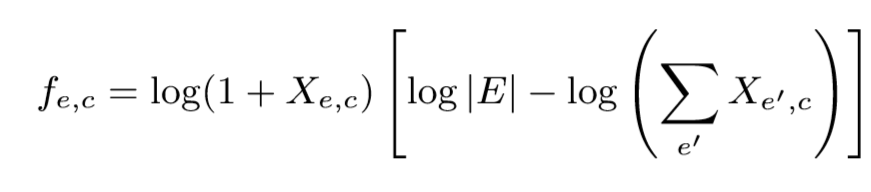 f_{e,c} = \log(1 + X_{e,c}) \left[ \log |E| - \log \left( \sum_{e'} X_{e',c} \right) \right]